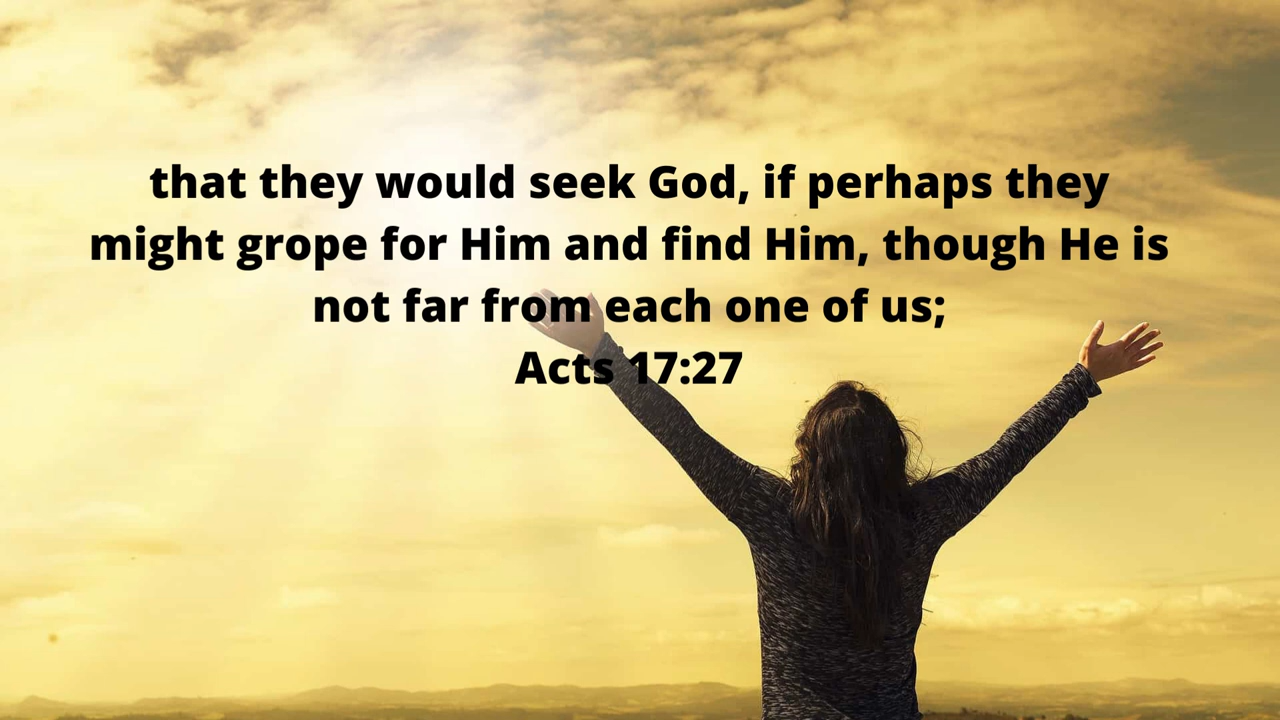 that they would seek God, if perhaps they
might grope for Him and find Him, though He is
not far from each one of us;
Acts 17:27